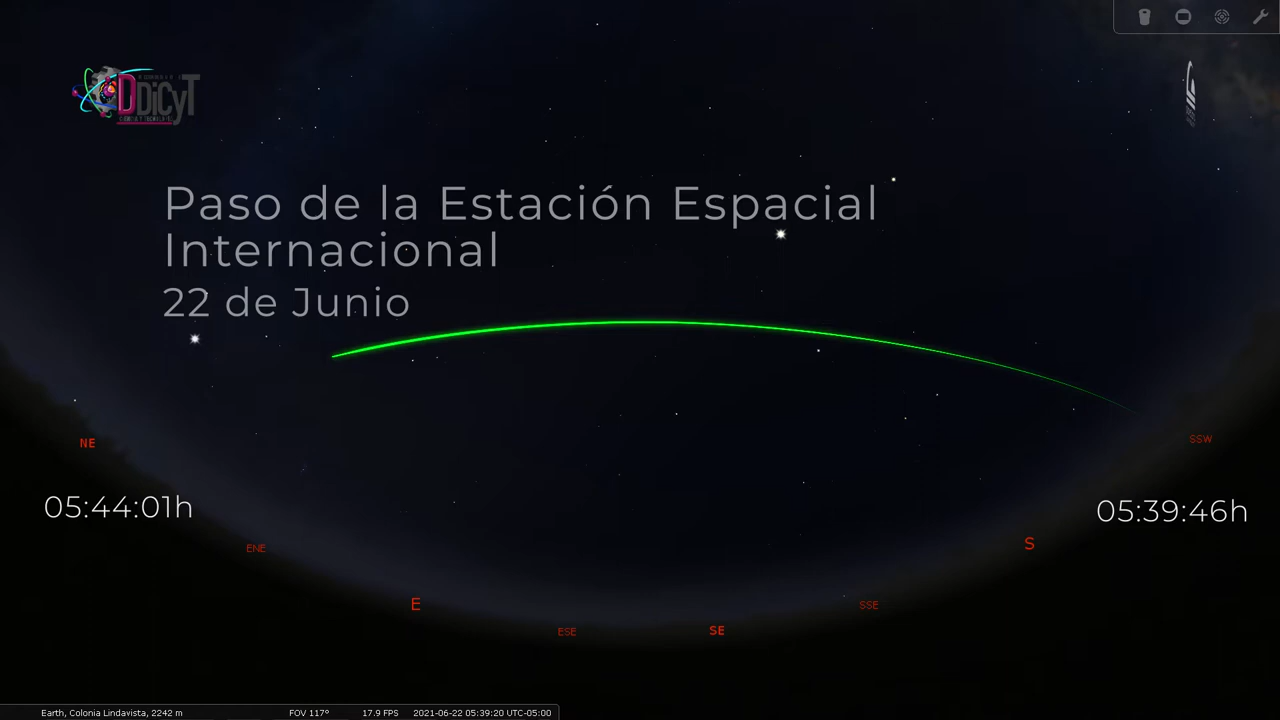 DDiCyT
Paso de la Estación Espacial
Internacional
22 de Junio
NE
SSW
05:44:01h
05:39:46h
ENE
S
E
SSE
ESE
SE
Earth, Colonia Lindavista, 2242 m FOV 117° 17.9 FPS 2021-06-22 05:39:20 UTC-05:00